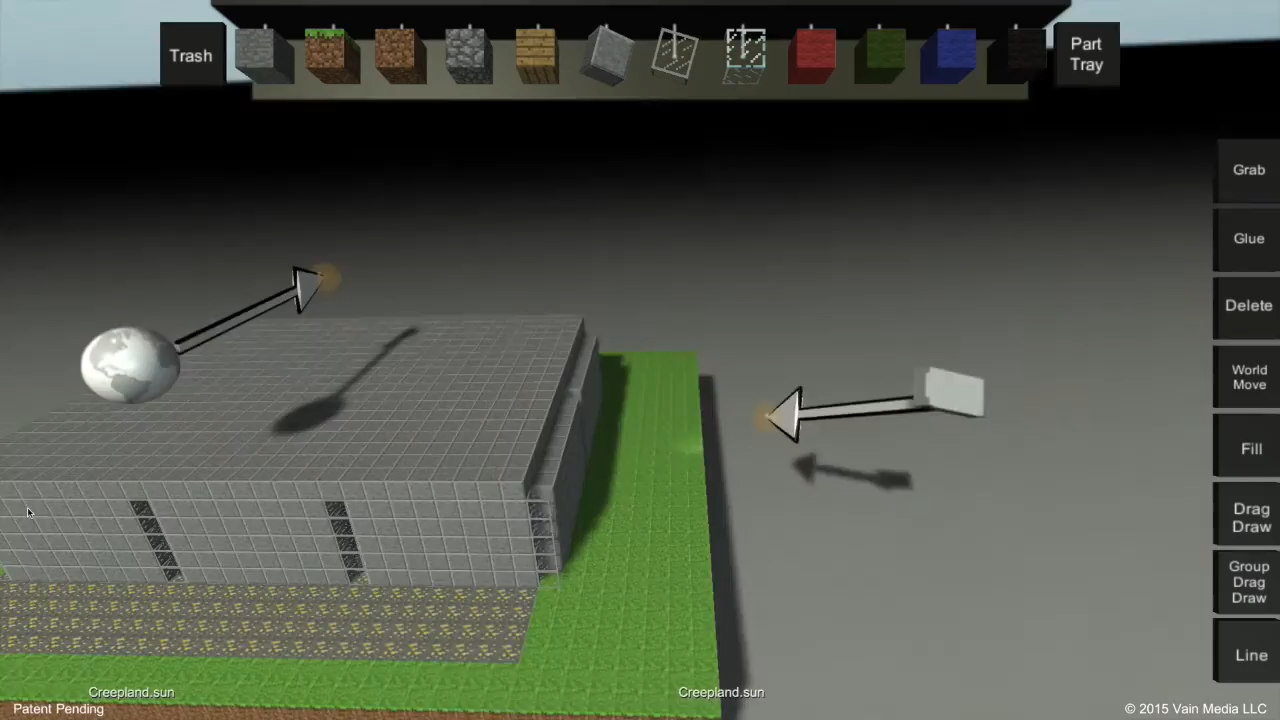 Trash
Part
Tray
Grab
Glue
Delete
World
Move
Fill
Drag
Draw
Group
Drag
Draw
Line
Creepland.sun
Creepland.sun
Patent Pending
© 2015 Vain Media LLC